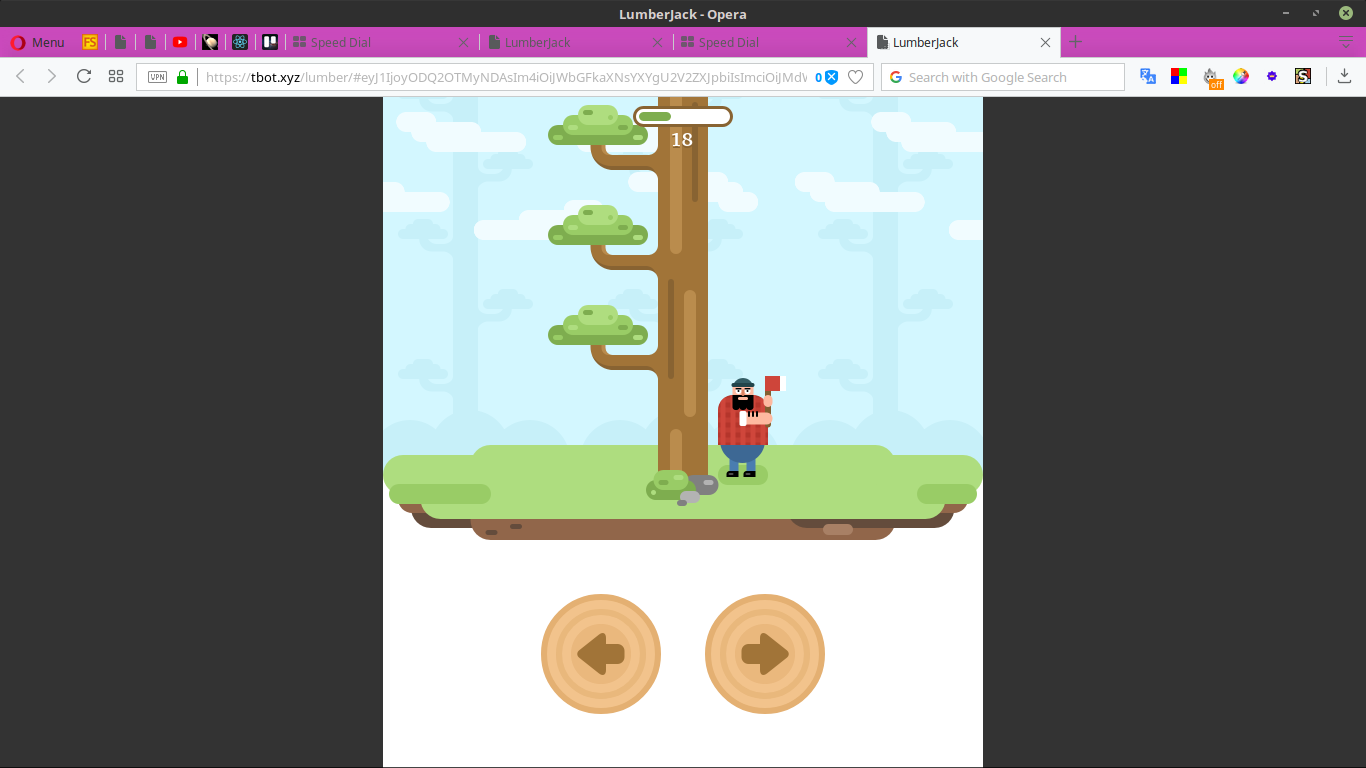 LumberJack - Opera
Menu FS Speed Dial LumberJack Speed Dial LumberJack
VPN https://tbot.xyz/lumber/#eyJ1IjoyODQ2OTMyNDAsIm4iOiJWbGFkaXNsYXYgU2V2ZXJpbiIsImciOiJMdW 0 Search with Google Search off S
18